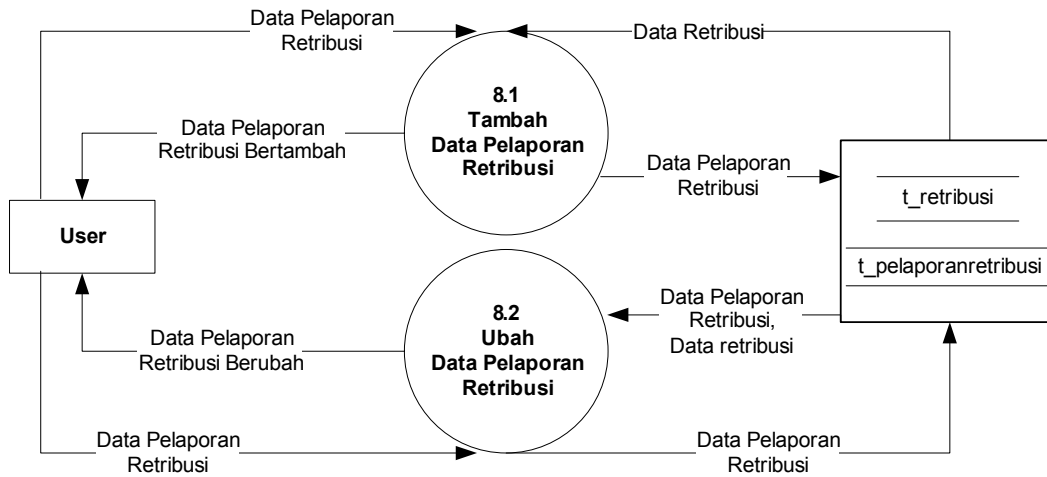 Data Pelaporan
Retribusi
Data Retribusi
8.1
Tambah
Data Pelaporan
Retribusi
Data Pelaporan
Retribusi Bertambah
Data Pelaporan
Retribusi
t_retribusi
User
t_pelaporanretribusi
8.2
Ubah
Data Pelaporan
Retribusi
Data Pelaporan
Retribusi,
Data retribusi
Data Pelaporan
Retribusi Berubah
Data Pelaporan
Retribusi
Data Pelaporan
Retribusi